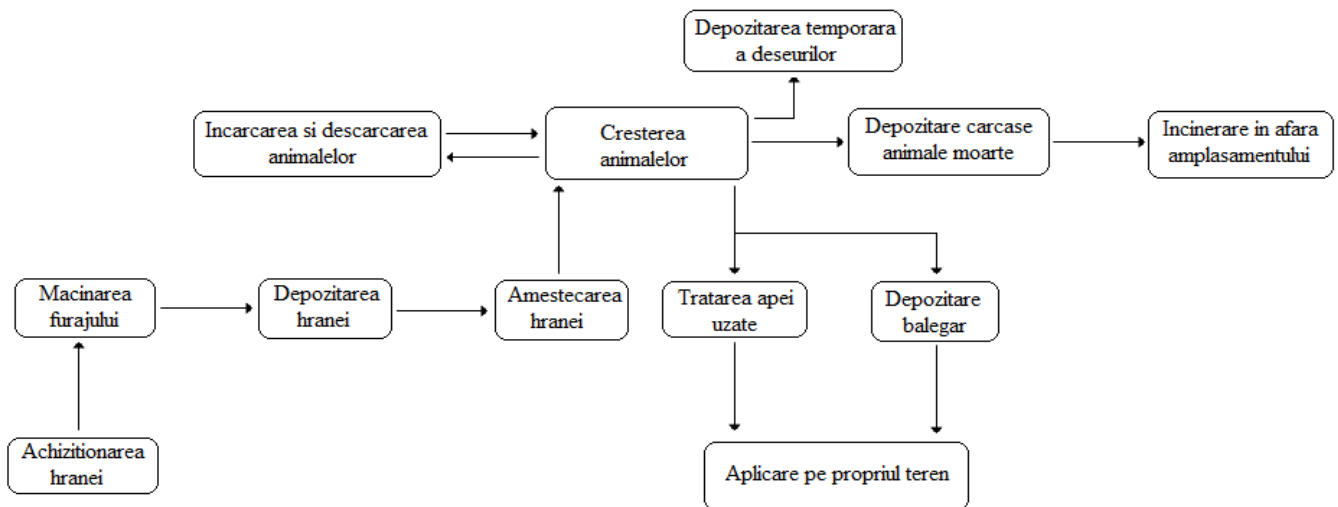 Depozitarea temporara
a deseurilor
Incarcarea si descarcarea
animalelor
Cresterea
animalelor
Depozitare carcase
animale moarte
Incinerare in afara
amplasamentului
Macinarea
furajului
Depozitarea
hranei
Amestecarea
hranei
Tratarea apei
uzate
Depozitare
balegar
Achizitionarea
hranei
Aplicare pe propriul teren